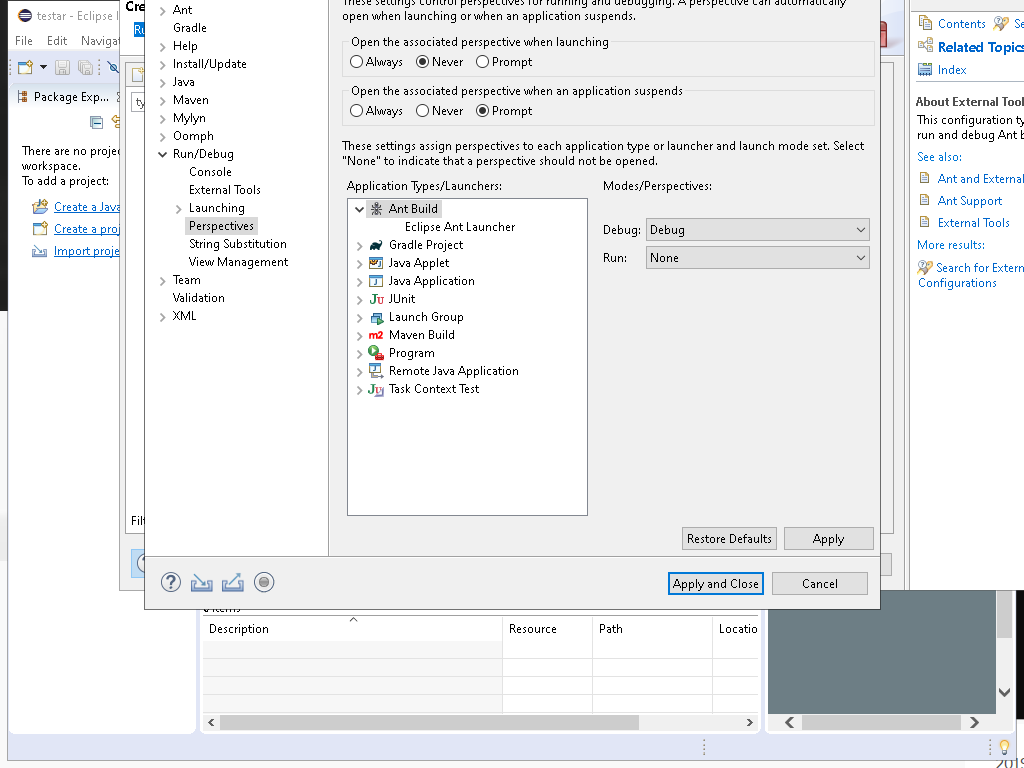 testar - Eclipse I
File Edit Navigat
Package Exp...
There are no proje
workspace.
To add a project:
Create a Java
Create a proj
Import proje
Cre
Ru
ty
Filt
Ant
Gradle
Help
Install/Update
Java
Maven
Mylyn
Oomph
Run/Debug
Console
External Tools
Launching
Perspectives
String Substitution
View Management
Team
Validation
XML
These settings control perspectives for running and debugging. A perspective can automatically
open when launching or when an application suspends.
Open the associated perspective when launching
Always Never Prompt
Open the associated perspective when an application suspends
Always Never Prompt
These settings assign perspectives to each application type or launcher and launch mode set. Select
"None" to indicate that a perspective should not be opened.
Application Types/Launchers:
Ant Build
Eclipse Ant Launcher
Gradle Project
Java Applet
Java Application
JUnit
Launch Group
Maven Build
Program
Remote Java Application
Task Context Test
Modes/Perspectives:
Debug: Debug
Run: None
Restore Defaults Apply
Apply and Close Cancel
Contents Se
Related Topics
Index
About External Tool
This configuration ty
run and debug Ant b
See also:
Ant and External
Ant Support
External Tools
More results:
Search for Extern
Configurations
items
Description Resource Path Locatio
2019